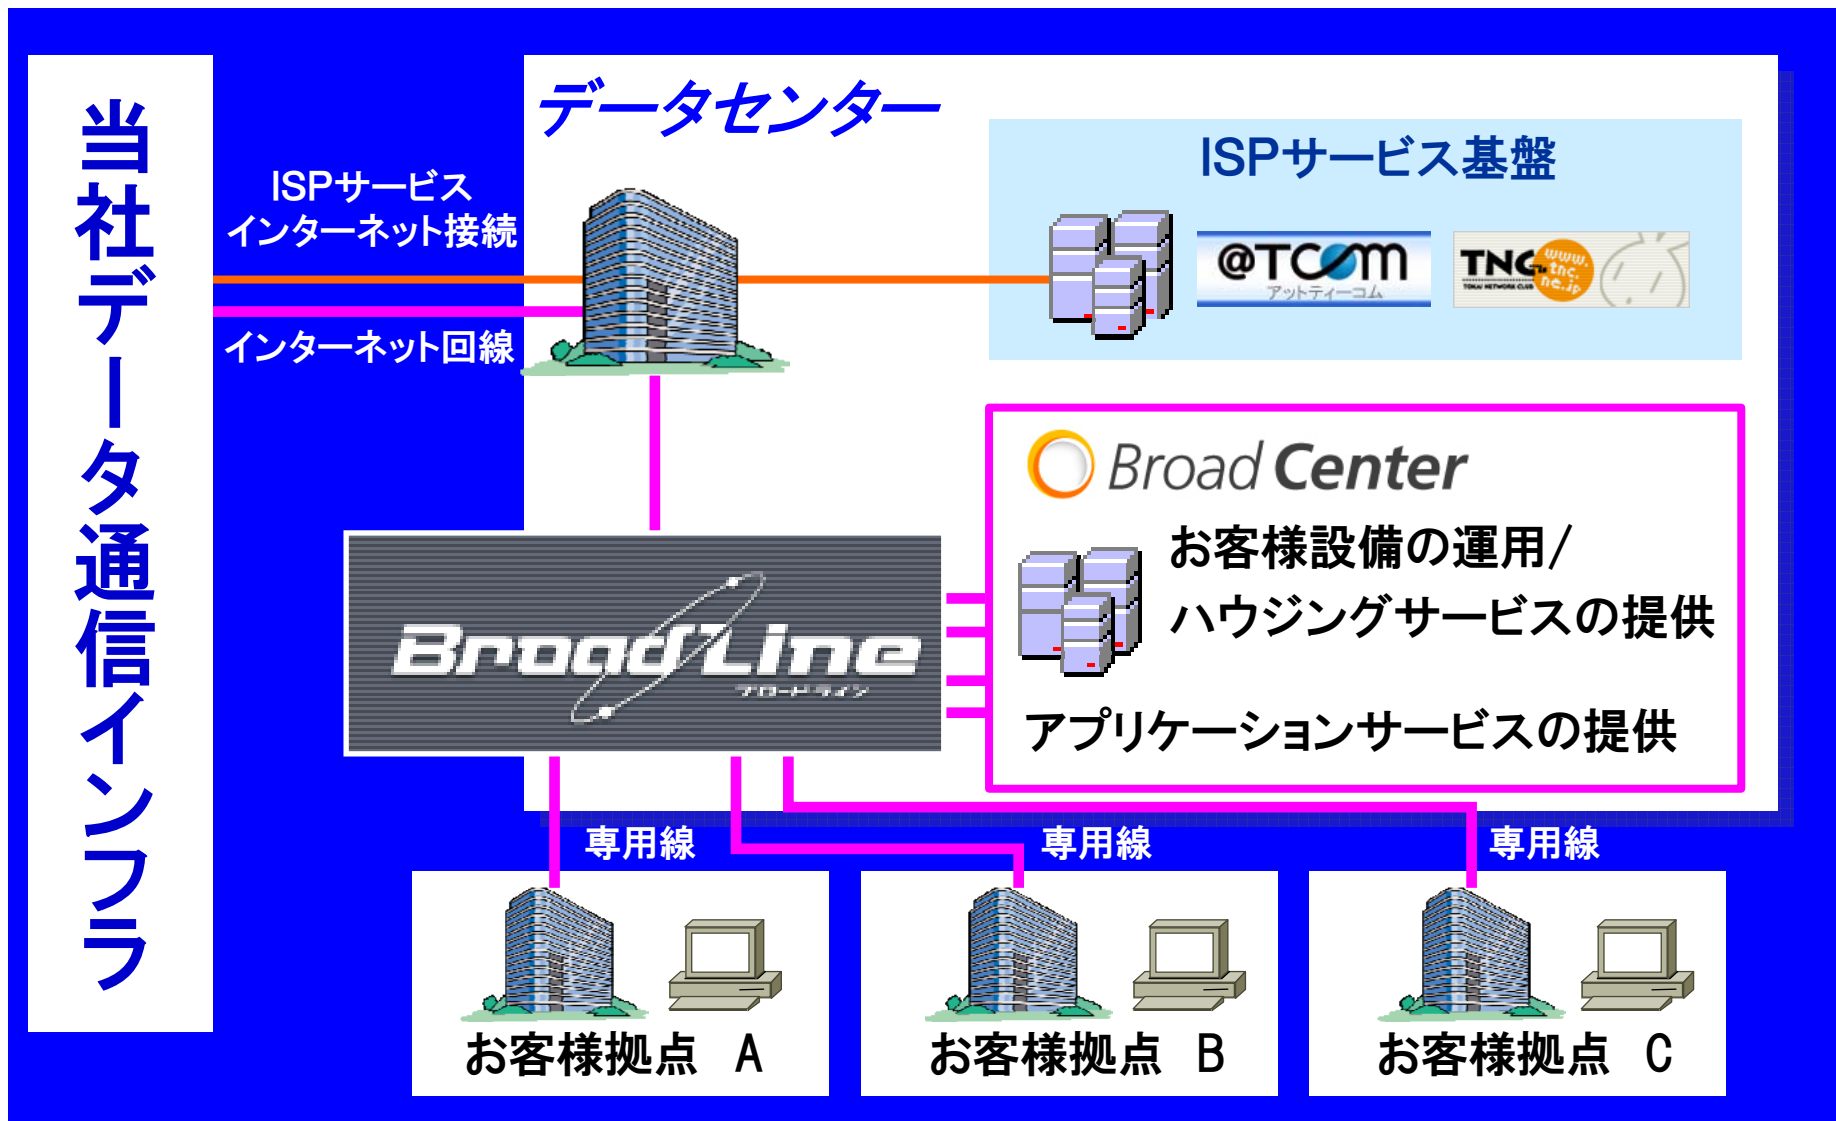 当社データ通信インフラ
データセンター
ISPサービス
インターネット接続
インターネット回線
ISPサービス基盤
@TCOM
アットティーコム
TNC
TOKAI NETWORK CLUB
www.
tnc.
ne.jp
Broad Center
お客様設備の運用/
ハウジングサービスの提供
アプリケーションサービスの提供
BroadLine
ブロードライン
専用線
専用線
専用線
お客様拠点 A
お客様拠点 B
お客様拠点 C